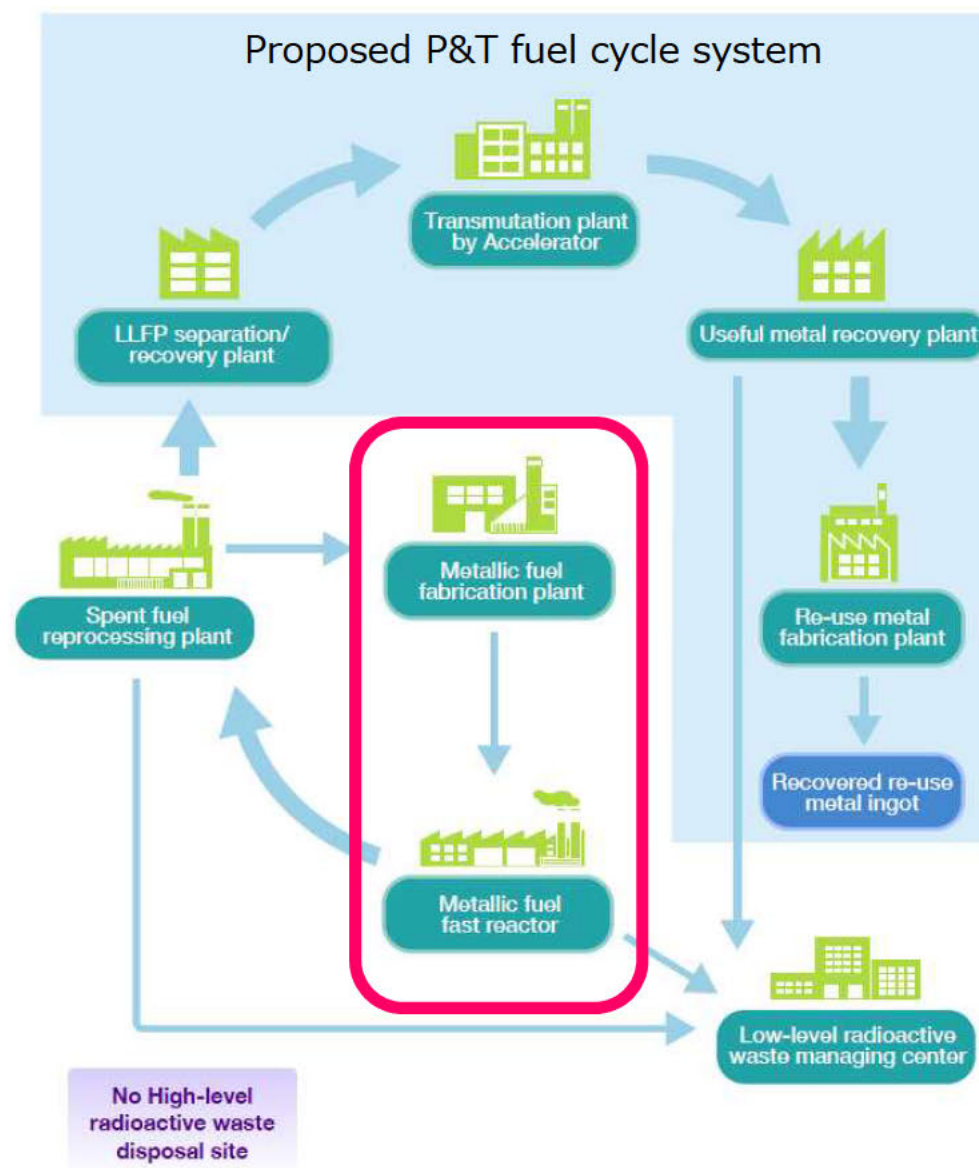 Proposed P&T fuel cycle system
Transmutation plant
by Accelerator
LLFP separation/
recovery plant
Useful metal recovery plant
Metallic fuel
fabrication plant
Spent fuel
reprocessing plant
Re-use metal
fabrication plant
Recovered re-use
metal ingot
Metallic fuel
fast reactor
Low-level radioactive
waste managing center
No High-level
radioactive waste
disposal site